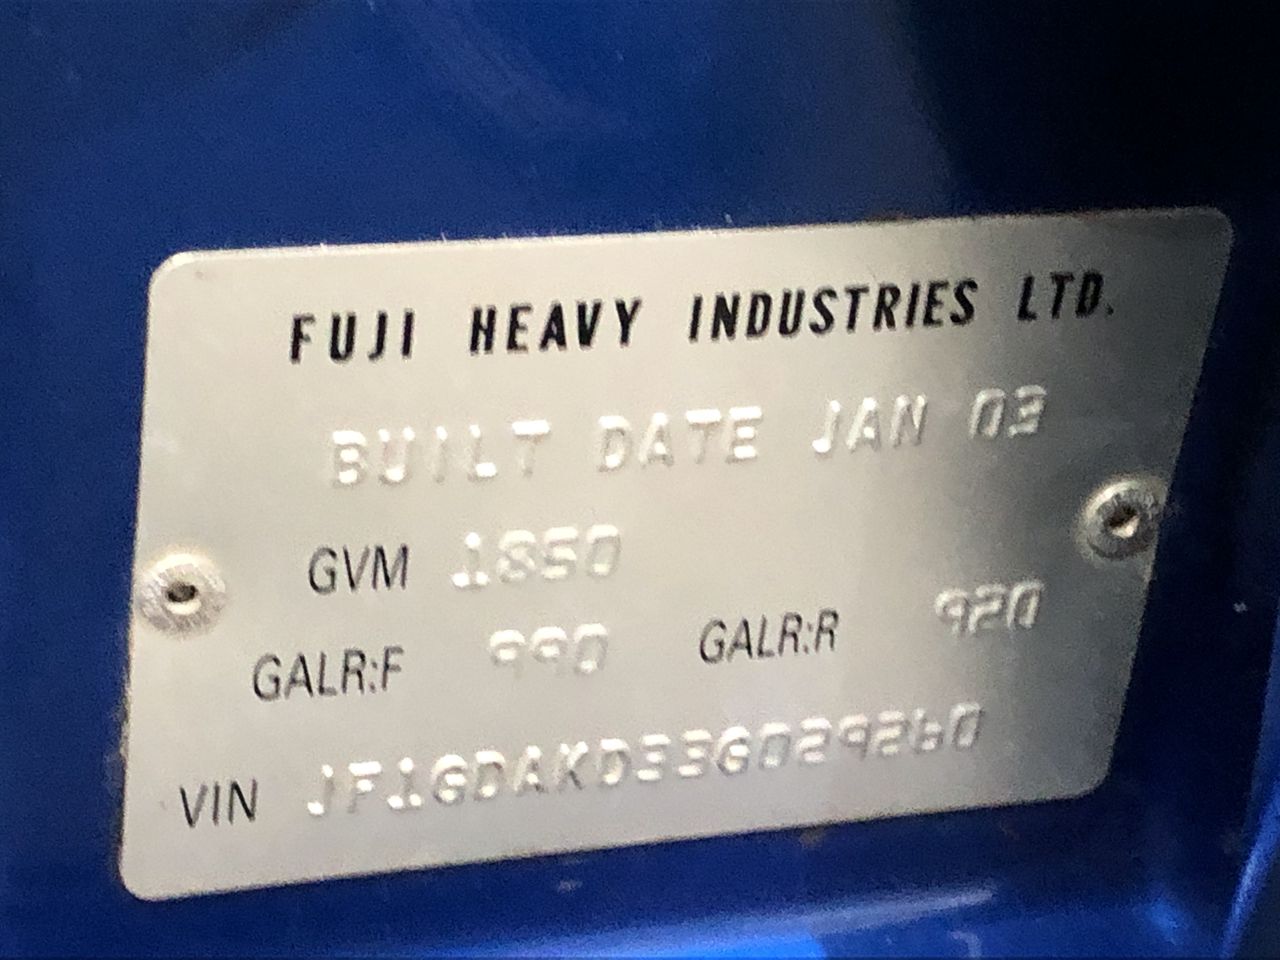 FUJI HEAVY INDUSTRIES LTD.
BUILT DATE JAN 03
GVM 1850
GALR:F 990 GALR:R 920
VIN JF1GDAKD33G029260